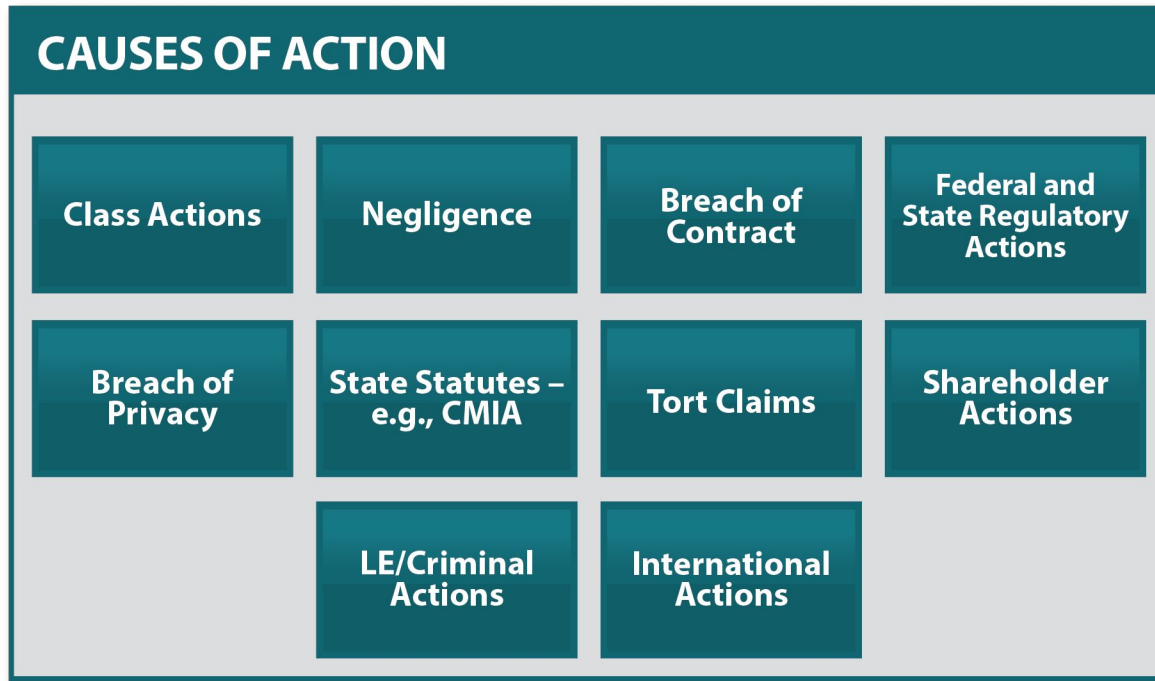 CAUSES OF ACTION
Class Actions
Negligence
Breach of
Contract
Federal and
State Regulatory
Actions
Breach of
Privacy
State Statutes –
e.g., CMIA
Tort Claims
Shareholder
Actions
LE/Criminal
Actions
International
Actions